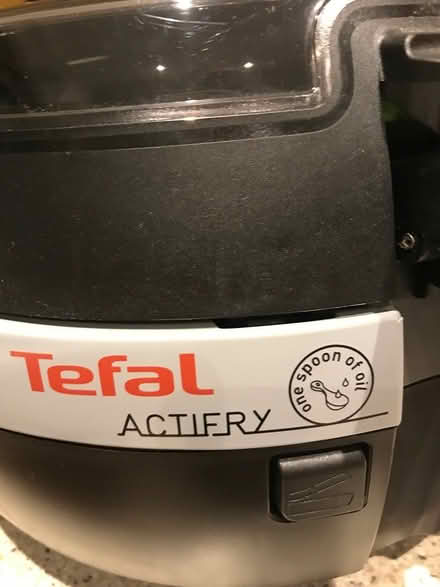 Tefal
ACTIFRY
one spoon of oil